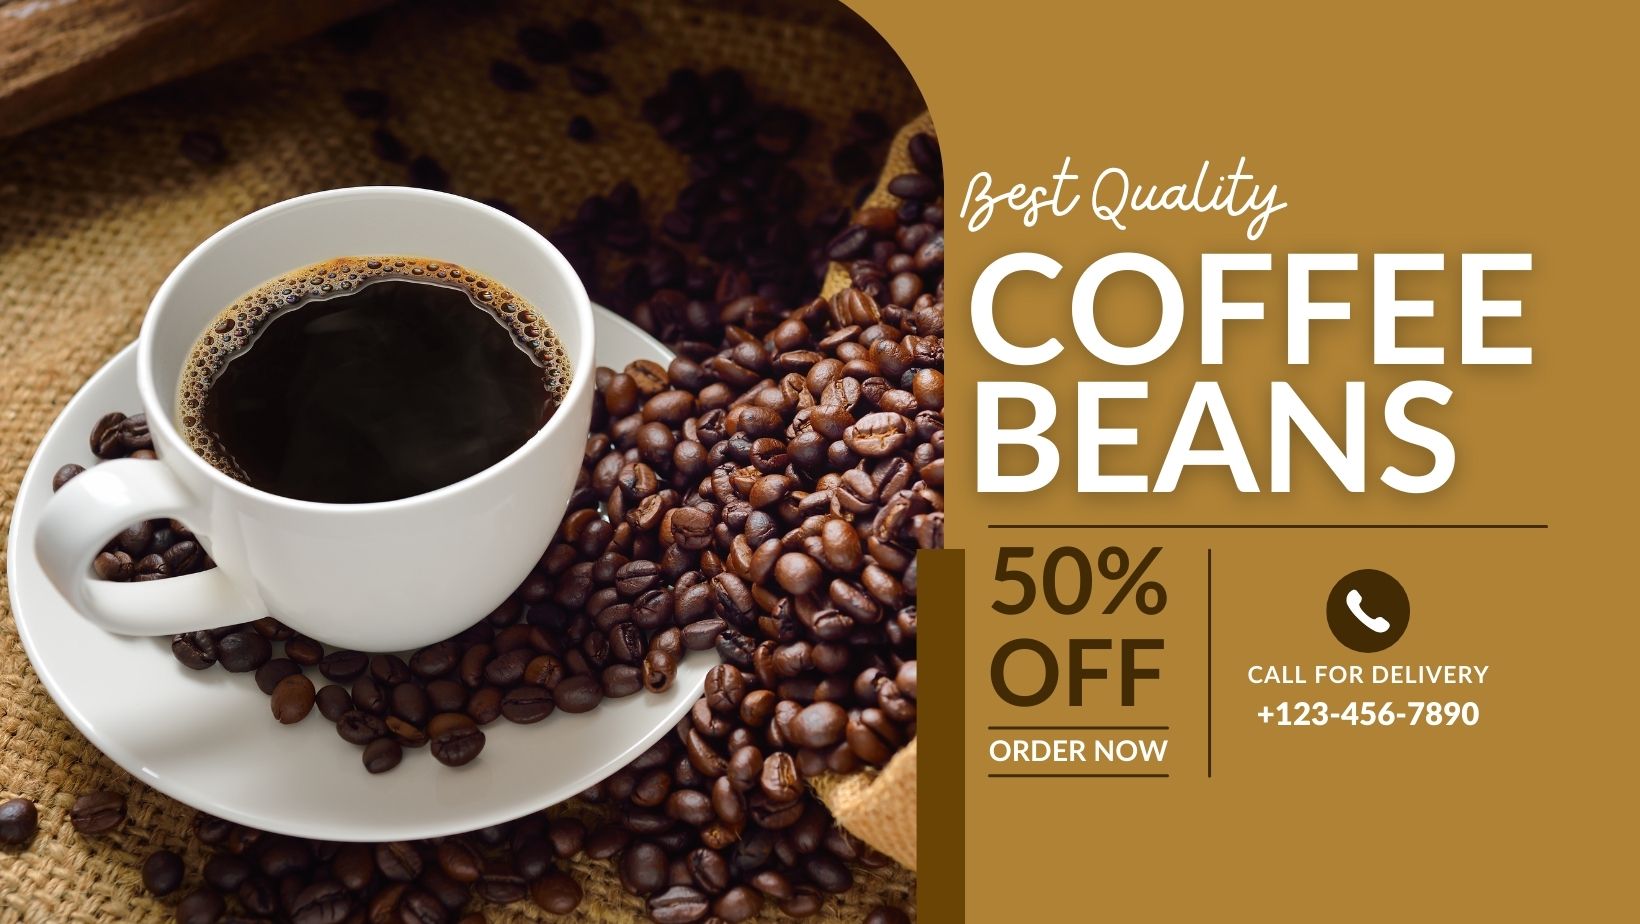 Best Quality
COFFEE
BEANS
50%
OFF
ORDER NOW
CALL FOR DELIVERY
+123-456-7890